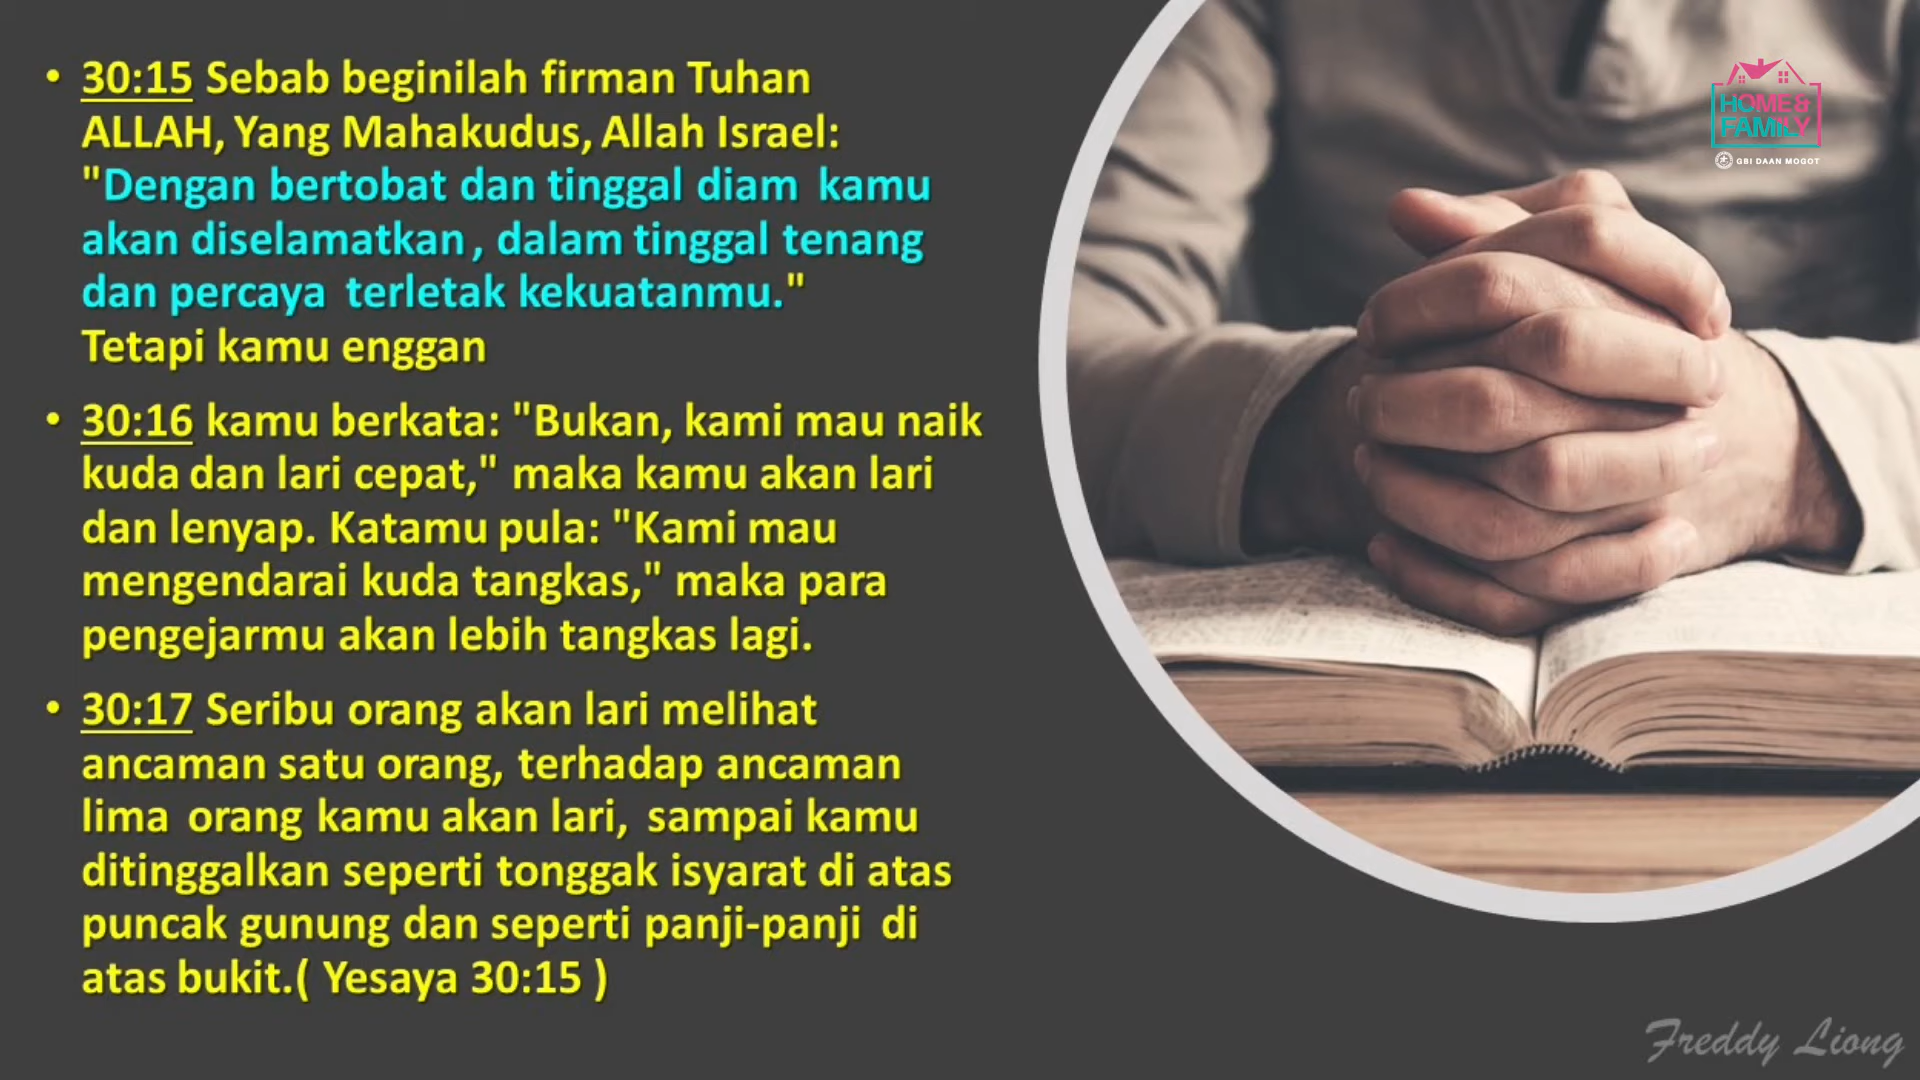 • 30:15 Sebab beginilah firman Tuhan
ALLAH, Yang Mahakudus, Allah Israel:
"Dengan bertobat dan tinggal diam kamu
akan diselamatkan, dalam tinggal tenang
dan percaya terletak kekuatanmu."
Tetapi kamu enggan
• 30:16 kamu berkata: "Bukan, kami mau naik
kuda dan lari cepat," maka kamu akan lari
dan lenyap. Katamu pula: "Kami mau
mengendarai kuda tangkas," maka para
pengejarmu akan lebih tangkas lagi.
• 30:17 Seribu orang akan lari melihat
ancaman satu orang, terhadap ancaman
lima orang kamu akan lari, sampai kamu
ditinggalkan seperti tonggak isyarat di atas
puncak gunung dan seperti panji-panji di
atas bukit.( Yesaya 30:15 )
HOME&
FAMILY
GBI DAAN MOGOT
Freddy Liong